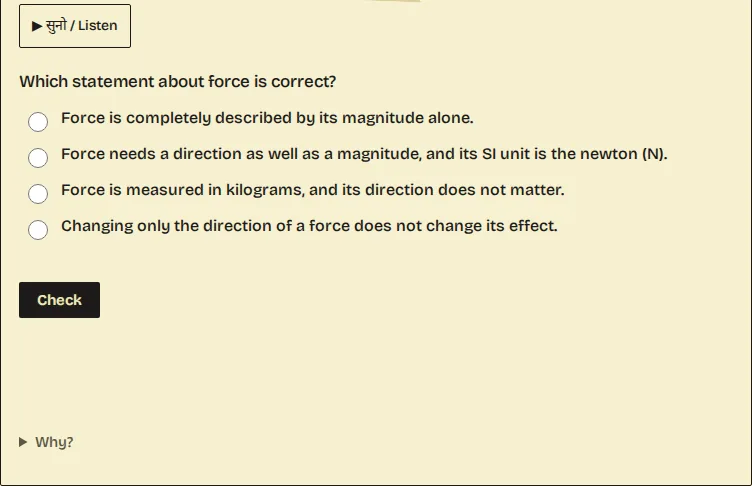 ▶ सुनो / Listen
Which statement about force is correct?
Force is completely described by its magnitude alone.
Force needs a direction as well as a magnitude, and its SI unit is the newton (N).
Force is measured in kilograms, and its direction does not matter.
Changing only the direction of a force does not change its effect.
Check
▶ Why?